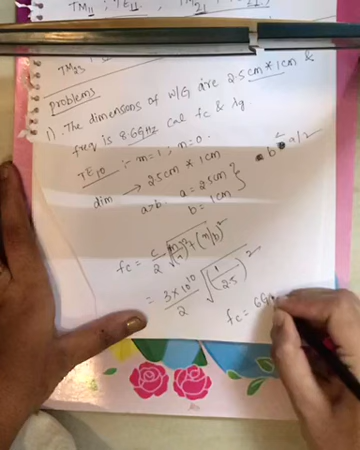 TM11 ; TE11 ; TM21
TM23
problems
1). The dimensons of W/G are 2.5cm * 1cm &
freq is 8.6GHz cal fc & λg.
TE10 :- m=1 ; n=0.
dim → 2.5cm * 1cm
a>b a = 2.5cm }
b = 1cm
b a/2
fc = c/2 √(m/a)²+(n/b)²
= 3×10¹⁰/2 √(1/2.5)²
fc = 6G